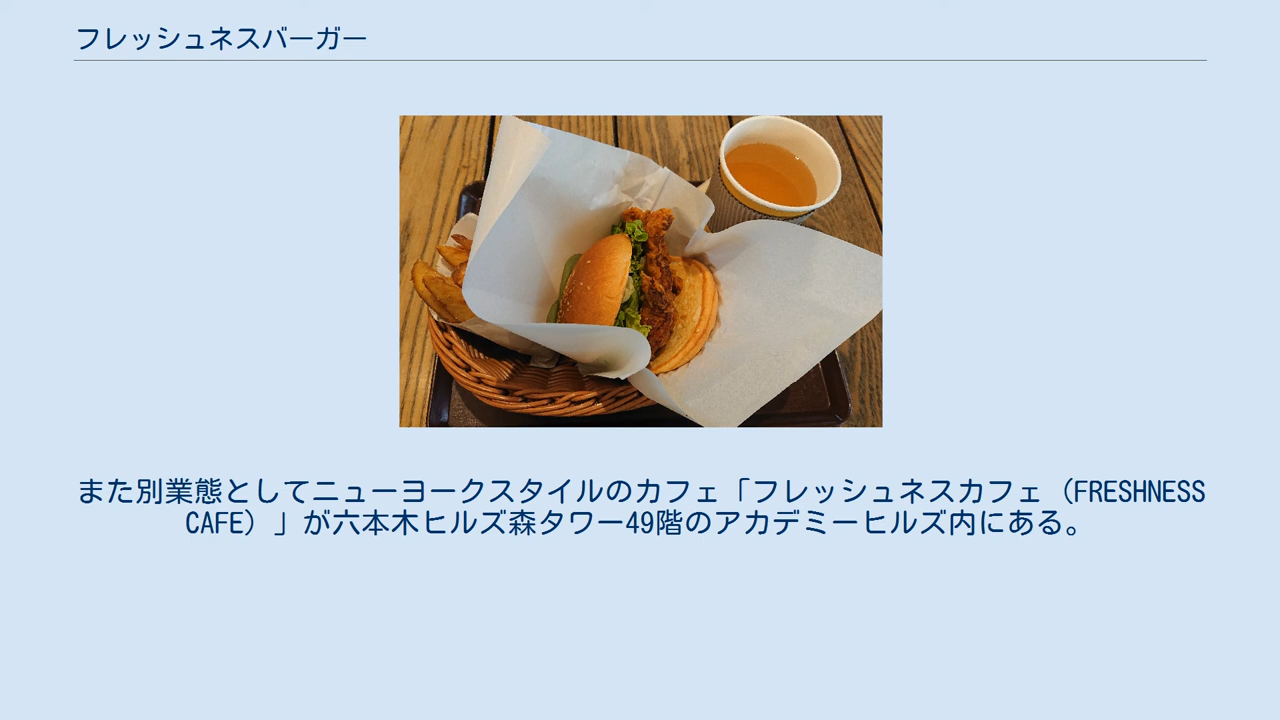 フレッシュネスバーガー
また別業態としてニューヨークスタイルのカフェ「フレッシュネスカフェ（FRESHNESS
CAFE）」が六本木ヒルズ森タワー49階のアカデミーヒルズ内にある。